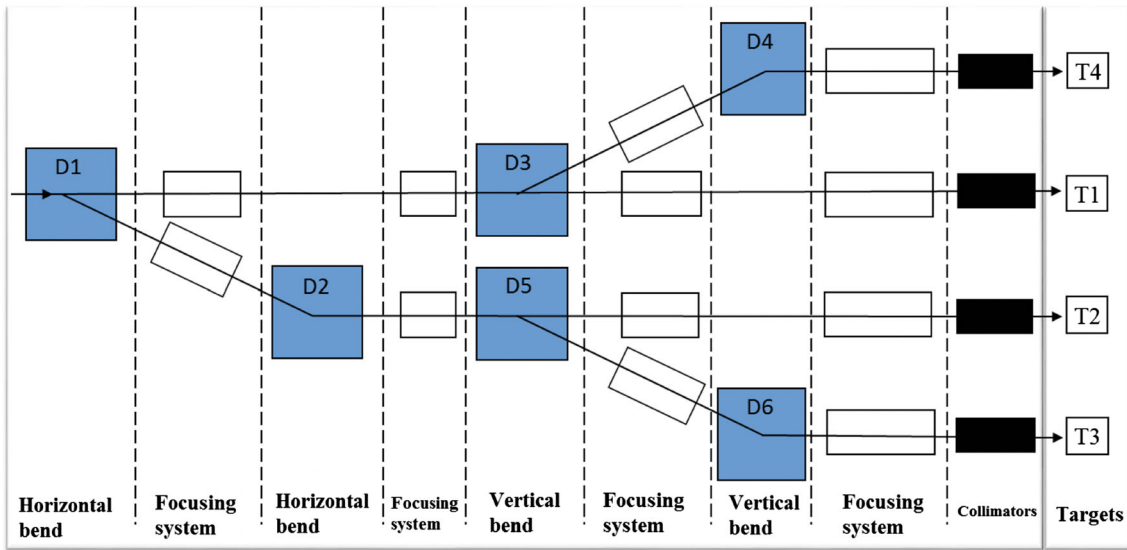 D4
T4
D1
D3
T1
D2
D5
T2
D6
T3
Horizontal
bend
Focusing
system
Horizontal
bend
Focusing
system
Vertical
bend
Focusing
system
Vertical
bend
Focusing
system
Collimators
Targets